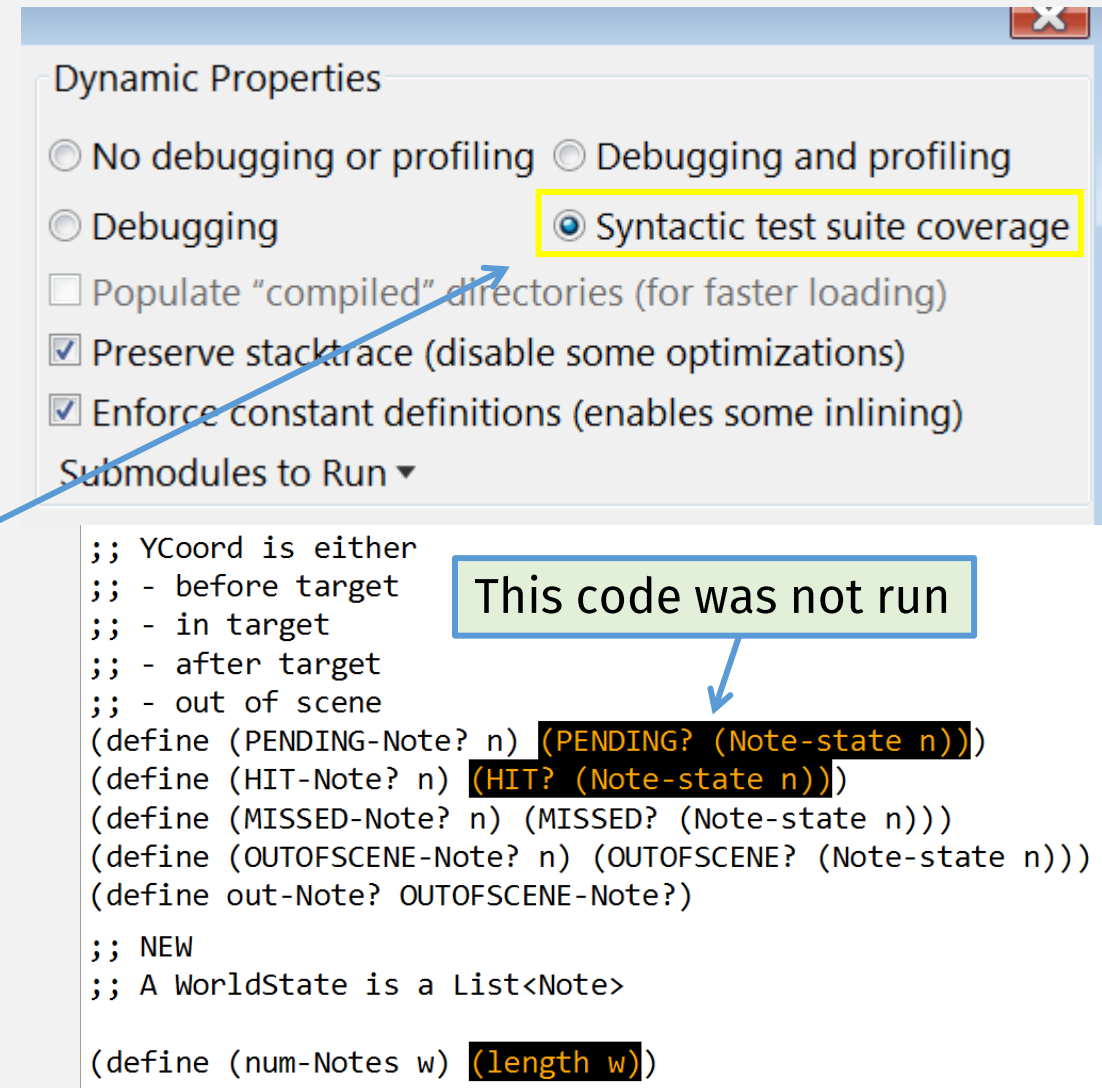 Dynamic Properties
No debugging or profiling Debugging and profiling
Debugging Syntactic test suite coverage
Populate “compiled” directories (for faster loading)
Preserve stacktrace (disable some optimizations)
Enforce constant definitions (enables some inlining)
Submodules to Run
;; YCoord is either
;; - before target
;; - in target
;; - after target
;; - out of scene
This code was not run
(define (PENDING-Note? n) (PENDING? (Note-state n)))
(define (HIT-Note? n) (HIT? (Note-state n)))
(define (MISSED-Note? n) (MISSED? (Note-state n)))
(define (OUTOFSCENE-Note? n) (OUTOFSCENE? (Note-state n)))
(define out-Note? OUTOFSCENE-Note?)
;; NEW
;; A WorldState is a List<Note>
(define (num-Notes w) (length w))